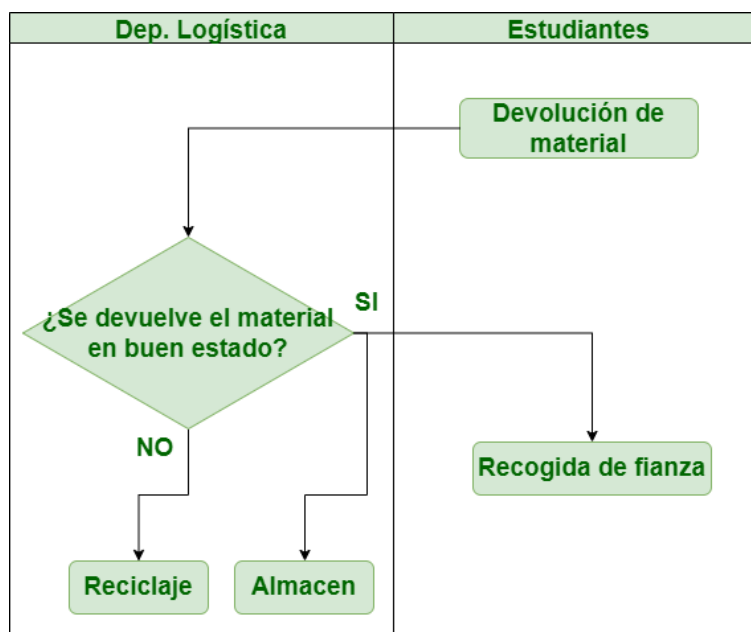 Dep. Logística
Estudiantes
Devolución de
material
¿Se devuelve el material
en buen estado?
SI
NO
Recogida de fianza
Reciclaje
Almacen